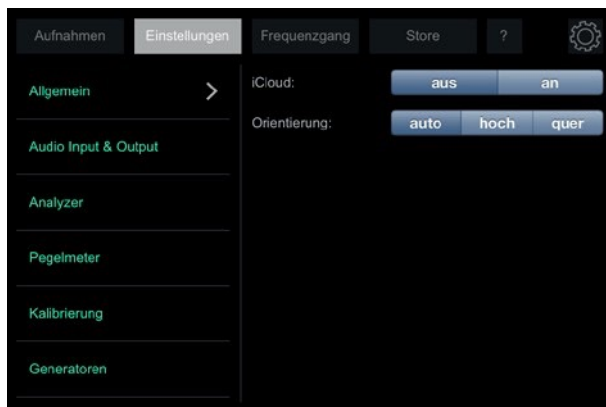 Aufnahmen Einstellungen Frequenzgang Store ?
Allgemein
Audio Input & Output
Analyzer
Pegelmeter
Kalibrierung
Generatoren
iCloud: aus an
Orientierung: auto hoch quer